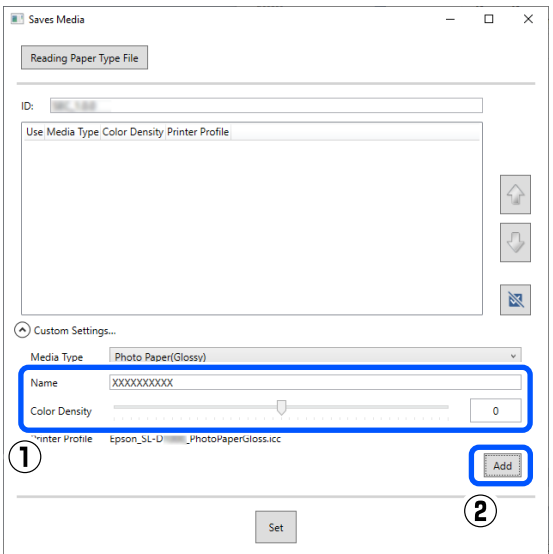 Saves Media
Reading Paper Type File
ID:
Use Media Type Color Density Printer Profile
Custom Settings...
Media Type Photo Paper(Glossy)
Name XXXXXXXXXX
Color Density 0
Printer Profile Epson_SL-D _PhotoPaperGloss.icc
1
Add
2
Set